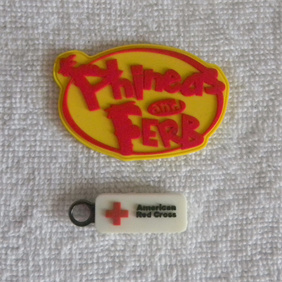 Phineas
and
FERB
American
Red Cross